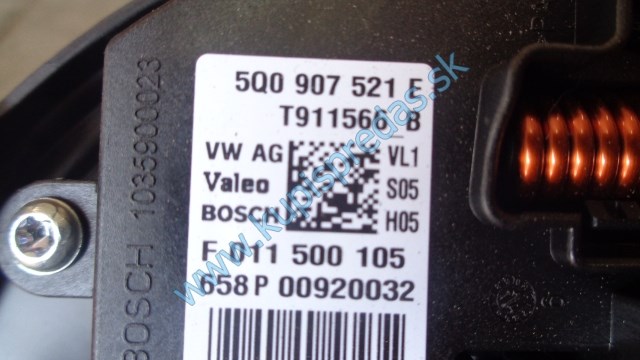 5Q0 907 521 E
T911566 B
VW AG VL1
Valeo S05
BOSCH H05
F 011 500 105
658P 00920032
BOSCH 1035900023
www.kupispredas.sk